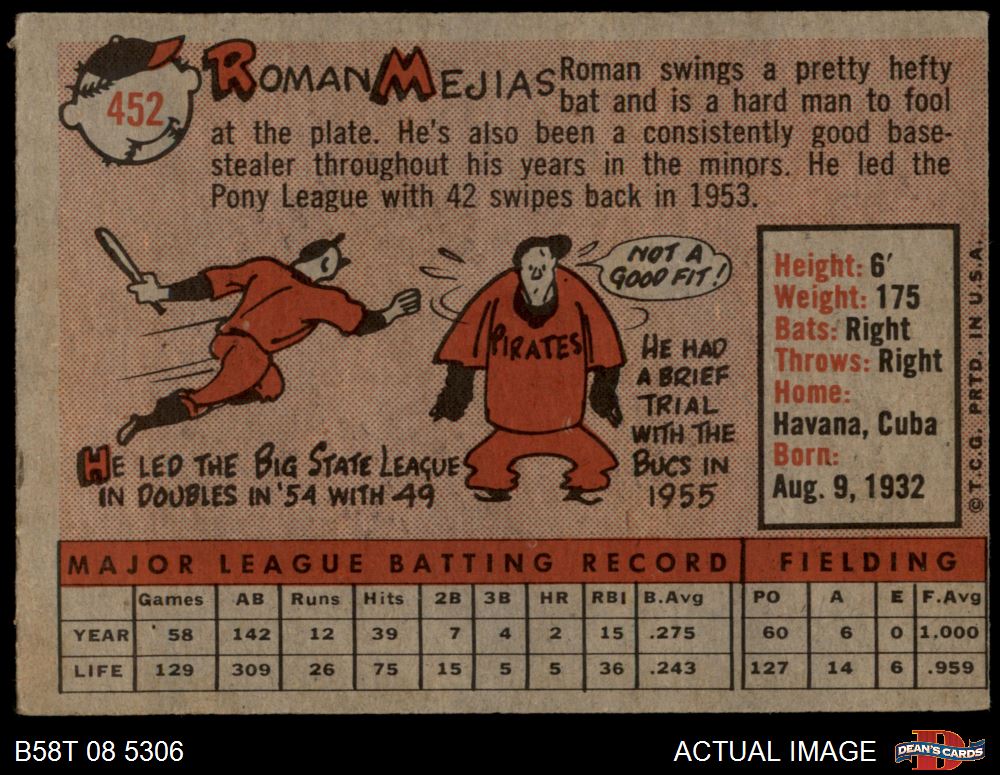 452
ROMAN MEJIAS
Roman swings a pretty hefty
bat and is a hard man to fool
at the plate. He's also been a consistently good base-
stealer throughout his years in the minors. He led the
Pony League with 42 swipes back in 1953.
HE LED THE BIG STATE LEAGUE
IN DOUBLES IN '54 WITH 49
NOT A
GOOD FIT!
PIRATES
HE HAD
A BRIEF
TRIAL
WITH THE
BUCS IN
1955
Height: 6'
Weight: 175
Bats: Right
Throws: Right
Home:
Havana, Cuba
Born:
Aug. 9, 1932
© T.C.G. PRTD. IN U.S.A.
MAJOR LEAGUE BATTING RECORD FIELDING
Games AB Runs Hits 2B 3B HR RBI B.Avg PO A E F.Avg
YEAR 58 142 12 39 7 4 2 15 .275 60 6 0 1.000
LIFE 129 309 26 75 15 5 5 36 .243 127 14 6 .959
B58T 08 5306
ACTUAL IMAGE
DEAN'S CARDS